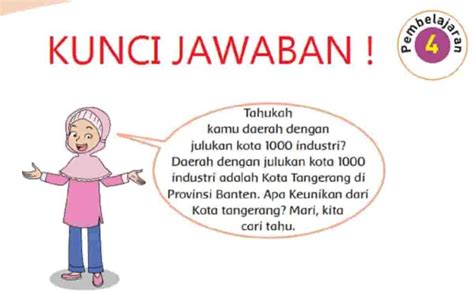 KUNCI JAWABAN !
Pembelajaran
4
Tahukah
kamu daerah dengan
julukan kota 1000 industri?
Daerah dengan julukan kota 1000
industri adalah Kota Tangerang di
Provinsi Banten. Apa Keunikan dari
Kota tangerang? Mari, kita
cari tahu.